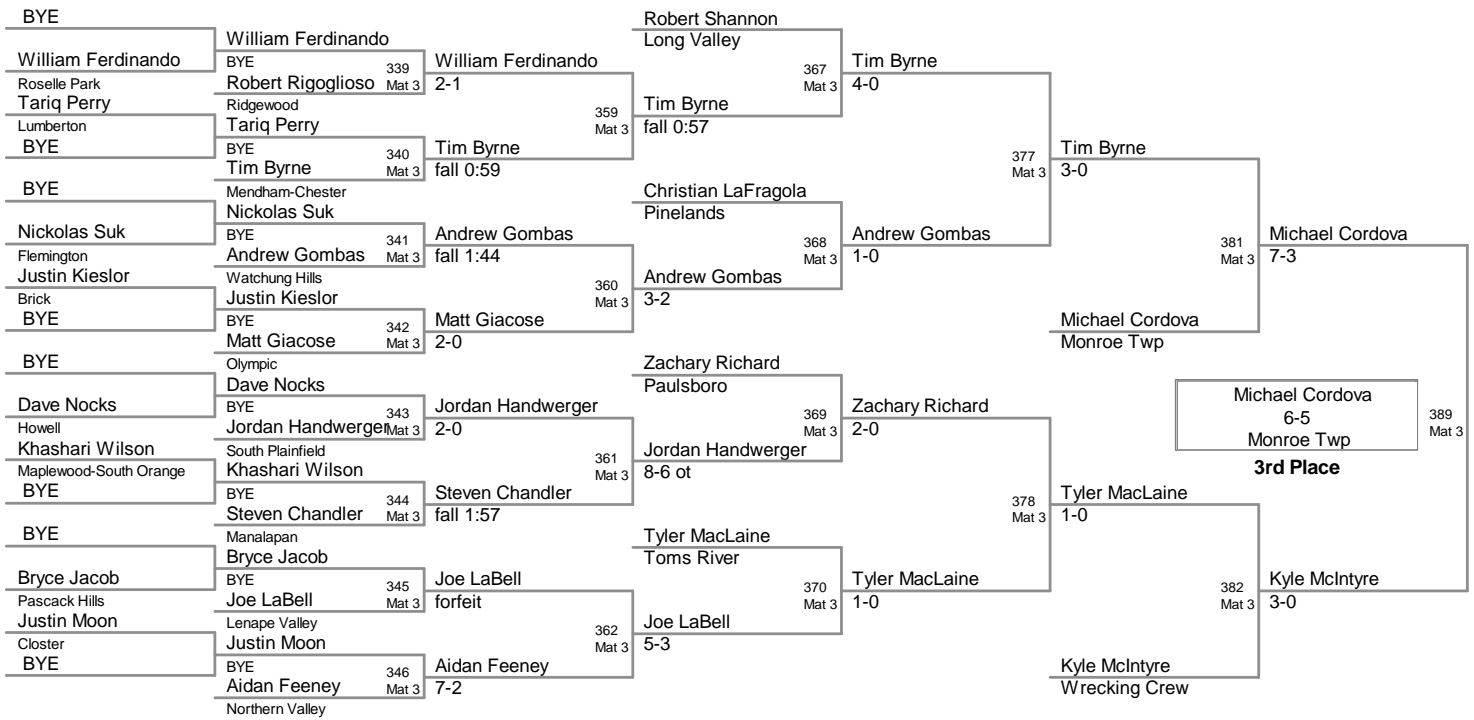 BYE
William Ferdinando
Roselle Park
Tariq Perry
Lumberton
BYE
BYE
Nickolas Suk
Flemington
Justin Kieslor
Brick
BYE
BYE
Dave Nocks
Howell
Khashari Wilson
Maplewood-South Orange
BYE
BYE
Bryce Jacob
Pascack Hills
Justin Moon
Closter
BYE
William Ferdinando
BYE
339
Robert Rigoglioso Mat 3
Ridgewood
Tariq Perry
BYE
340
Tim Byrne Mat 3
Mendham-Chester
Nickolas Suk
BYE
341
Andrew Gombas Mat 3
Watchung Hills
Justin Kieslor
BYE
342
Matt Giacose Mat 3
Olympic
Dave Nocks
BYE
343
Jordan Handwerger Mat 3
South Plainfield
Khashari Wilson
BYE
344
Steven Chandler Mat 3
Manalapan
Bryce Jacob
BYE
345
Joe LaBell Mat 3
Lenape Valley
Justin Moon
BYE
346
Aidan Feeney Mat 3
Northern Valley
William Ferdinando
2-1
359
Mat 3
Tim Byrne
fall 0:59
Andrew Gombas
fall 1:44
360
Mat 3
Matt Giacose
2-0
Jordan Handwerger
2-0
361
Mat 3
Steven Chandler
fall 1:57
Joe LaBell
forfeit
362
Mat 3
Aidan Feeney
7-2
Robert Shannon
Long Valley
367
Mat 3
Tim Byrne
fall 0:57
Christian LaFragola
Pinelands
368
Mat 3
Andrew Gombas
3-2
Zachary Richard
Paulsboro
369
Mat 3
Jordan Handwerger
8-6 ot
Tyler MacLaine
Toms River
370
Mat 3
Joe LaBell
5-3
Tim Byrne
4-0
377
Mat 3
Andrew Gombas
1-0
Zachary Richard
2-0
378
Mat 3
Tyler MacLaine
1-0
Tim Byrne
3-0
381
Mat 3
Michael Cordova
Monroe Twp
Tyler MacLaine
1-0
382
Mat 3
Kyle McIntyre
Wrecking Crew
Michael Cordova
7-3
Michael Cordova
6-5
Monroe Twp
3rd Place
389
Mat 3
Kyle McIntyre
3-0